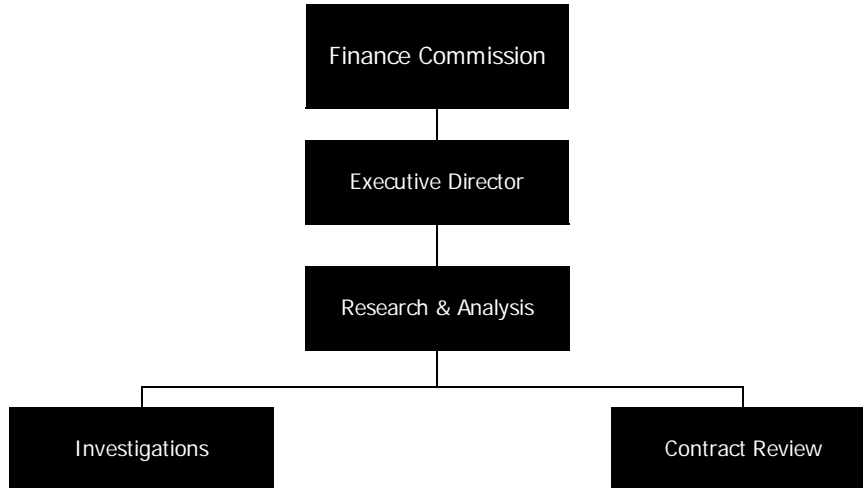 Finance Commission
Executive Director
Research & Analysis
Investigations
Contract Review